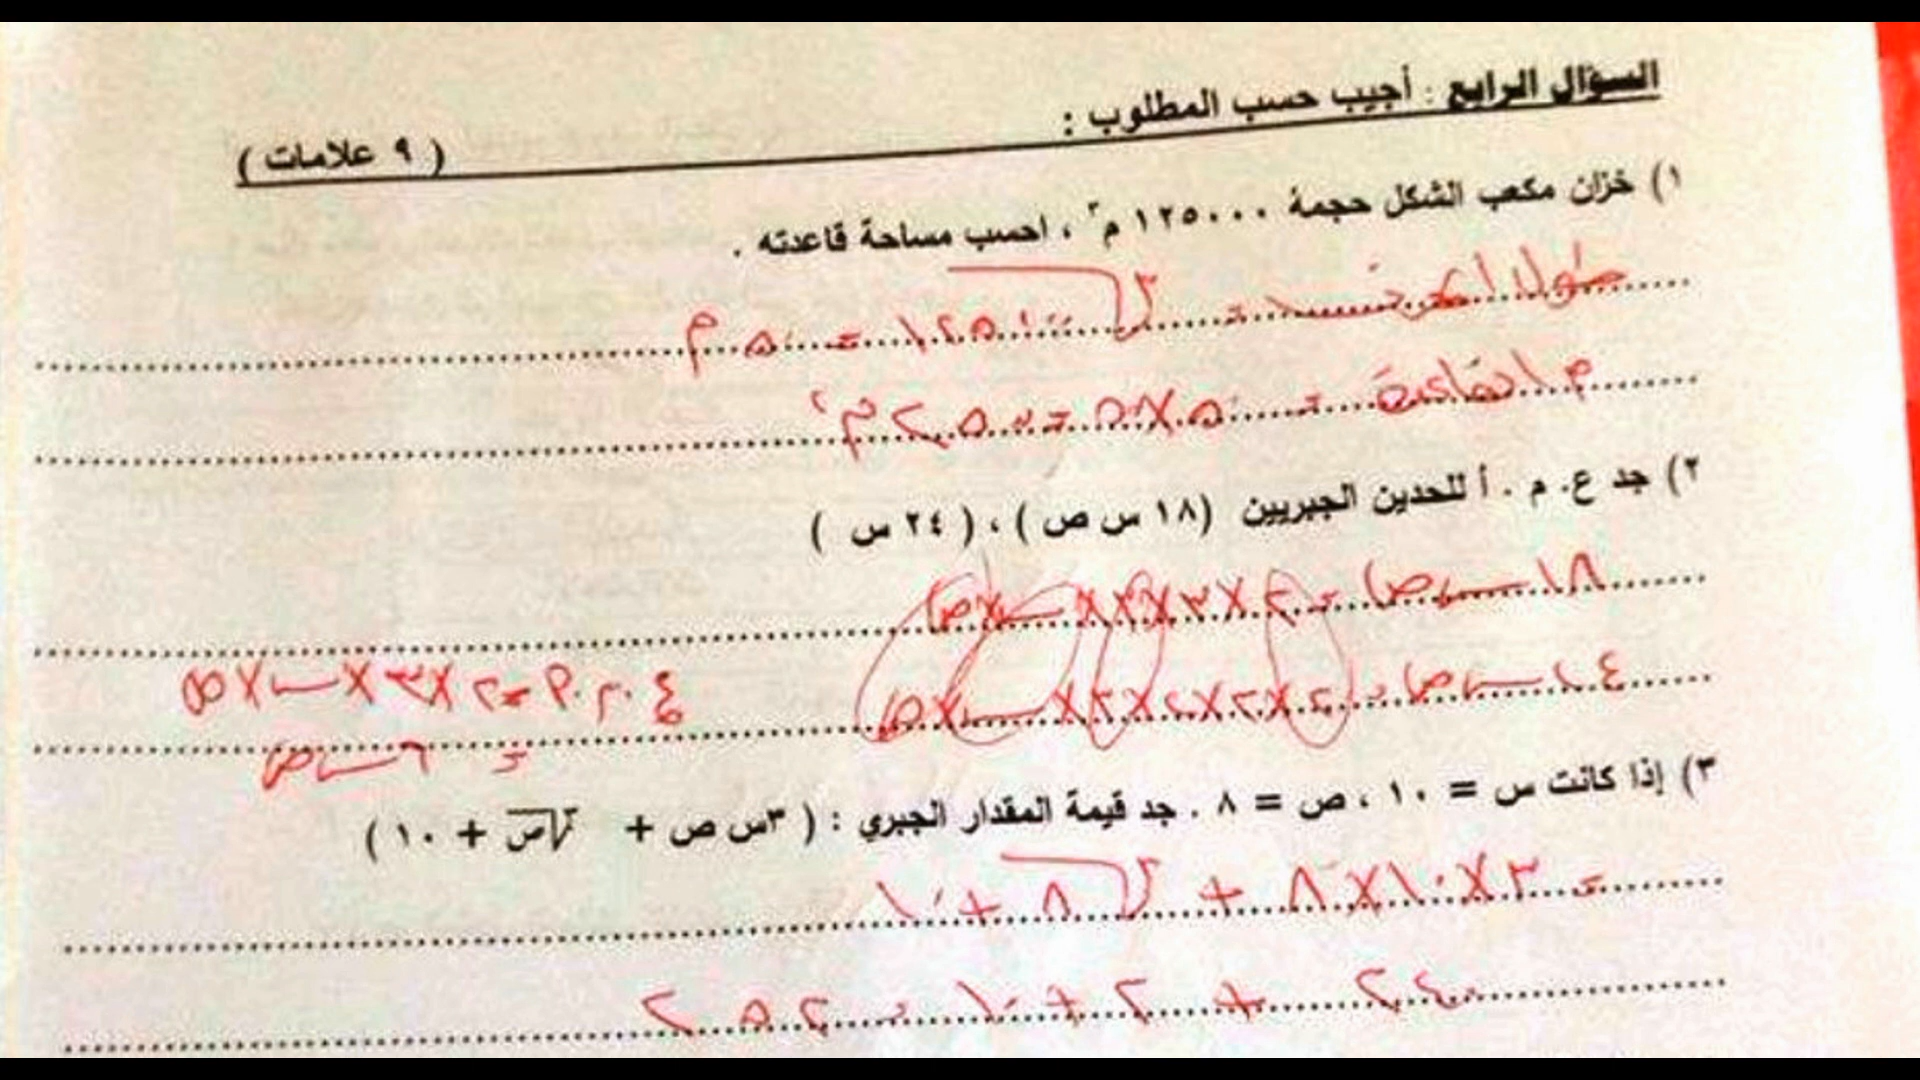 السؤال الرابع : أجيب حسب المطلوب :
( ٩ علامات )
١) خزان مكعب الشكل حجمة ١٢٥٠٠٠ م٣ ، احسب مساحة قاعدته .
طول الحرف = ∛١٢٥٠٠٠ = ٥٠ م
م القاعدة = ٥٠ × ٥٠ = ٢٥٠٠ م٢
٢) جد ع. م . أ للحدين الجبريين (١٨ س ص ) ، ( ٢٤ س )
١٨ س ص = ٢ × ٣ × ٣ × س × ص
س ص = ٢ × ٢ × ٢ × ٣ × س × ص
ع . م . أ = ٢ × ٣ × س × ص
= ٦ س ص
٣) إذا كانت س = ١٠ ، ص = ٨ . جد قيمة المقدار الجبري : ( ٣س ص + ∛ص + ١٠ )
= ٣ × ١٠ × ٨ + ∛٨ + ١٠
٢٤٠ + ٢ + ١٠ = ٢٥٢